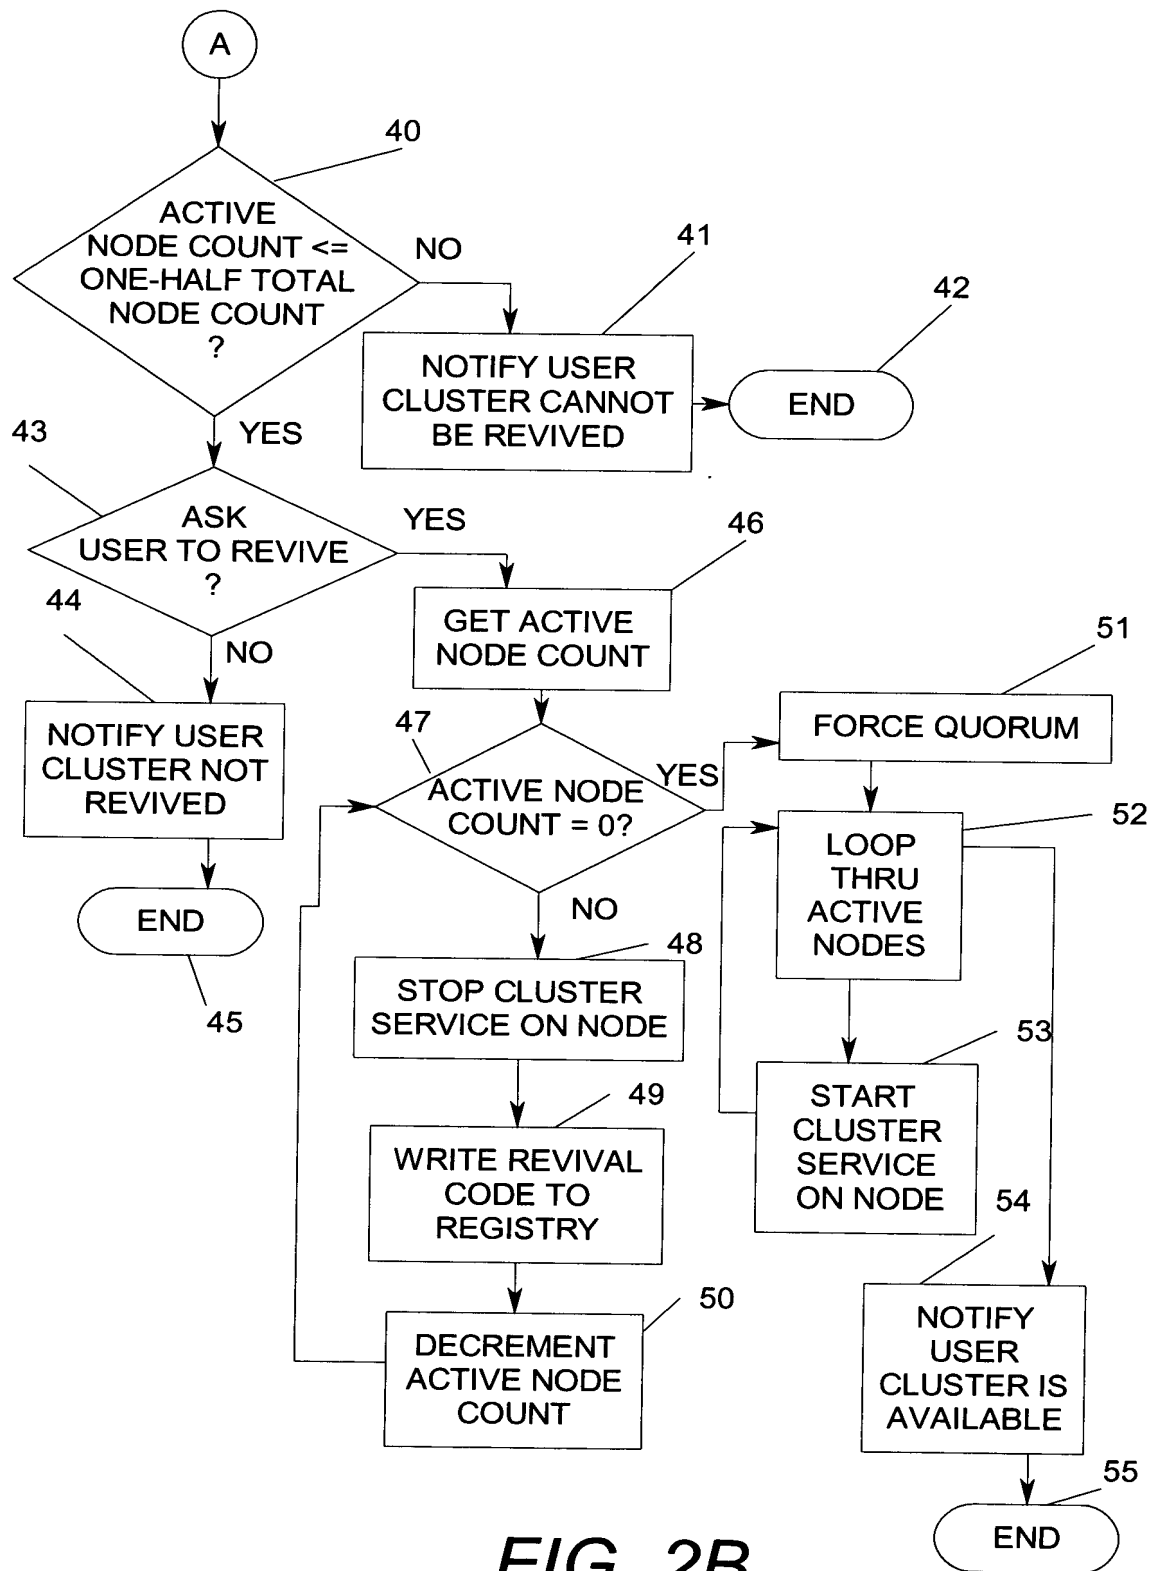 A
40
ACTIVE
NODE COUNT <=
ONE-HALF TOTAL
NODE COUNT
?
NO
41
42
NOTIFY USER
CLUSTER CANNOT
BE REVIVED
END
YES
43
ASK
USER TO REVIVE
?
YES
46
44
NO
GET ACTIVE
NODE COUNT
51
NOTIFY USER
CLUSTER NOT
REVIVED
47
FORCE QUORUM
ACTIVE NODE
COUNT = 0?
YES
52
LOOP
THRU
ACTIVE
NODES
END
45
NO
48
STOP CLUSTER
SERVICE ON NODE
53
START
CLUSTER
SERVICE
ON NODE
49
WRITE REVIVAL
CODE TO
REGISTRY
54
50
DECREMENT
ACTIVE NODE
COUNT
NOTIFY
USER
CLUSTER IS
AVAILABLE
55
END
FIG. 2B